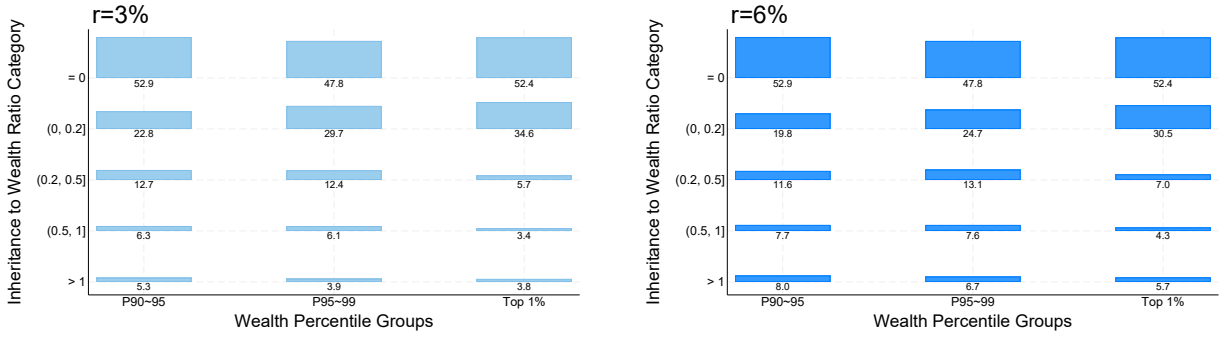 r=3%
Inheritance to Wealth Ratio Category
= 0
52.9 47.8 52.4
(0, 0.2]
22.8 29.7 34.6
(0.2, 0.5]
12.7 12.4 5.7
(0.5, 1]
6.3 6.1 3.4
> 1
5.3 3.9 3.8
P90~95 P95~99 Top 1%
Wealth Percentile Groups
r=6%
Inheritance to Wealth Ratio Category
= 0
52.9 47.8 52.4
(0, 0.2]
19.8 24.7 30.5
(0.2, 0.5]
11.6 13.1 7.0
(0.5, 1]
7.7 7.6 4.3
> 1
8.0 6.7 5.7
P90~95 P95~99 Top 1%
Wealth Percentile Groups